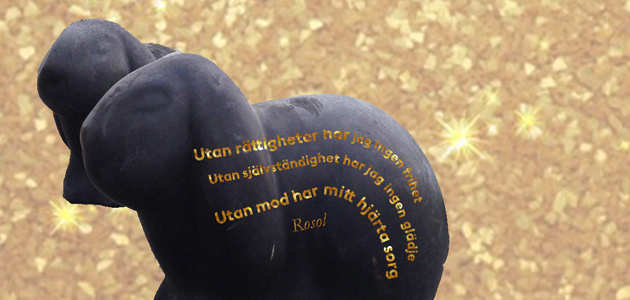 Utan rättigheter har jag ingen frihet
Utan självständighet har jag ingen glädje
Utan mod har mitt hjärta sorg
Rosol